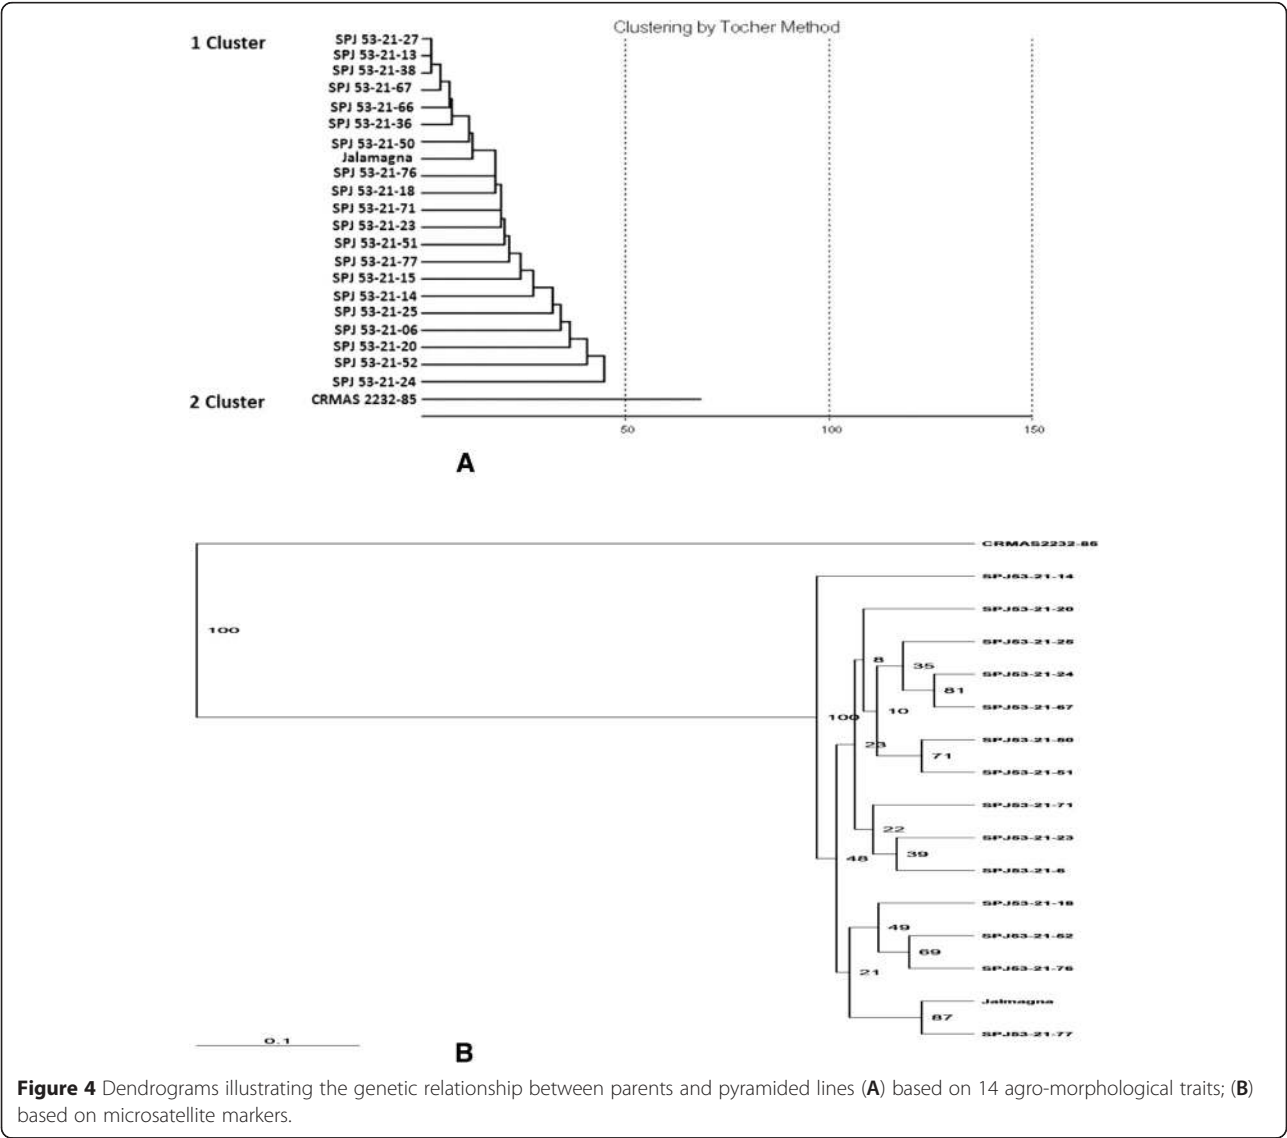 Clustering by Tocher Method
1 Cluster
SPJ 53-21-27
SPJ 53-21-13
SPJ 53-21-38
SPJ 53-21-67
SPJ 53-21-66
SPJ 53-21-36
SPJ 53-21-50
Jalamagna
SPJ 53-21-76
SPJ 53-21-18
SPJ 53-21-71
SPJ 53-21-23
SPJ 53-21-51
SPJ 53-21-77
SPJ 53-21-15
SPJ 53-21-14
SPJ 53-21-25
SPJ 53-21-06
SPJ 53-21-20
SPJ 53-21-52
SPJ 53-21-24
2 Cluster
CRMAS 2232-85
50 100 150
A
CRMAS2232-85
SPJ53-21-14
SPJ53-21-20
SPJ53-21-25
SPJ53-21-24
SPJ53-21-67
SPJ53-21-50
SPJ53-21-51
SPJ53-21-71
SPJ53-21-23
SPJ53-21-6
SPJ53-21-18
SPJ53-21-52
SPJ53-21-76
Jalmagna
SPJ53-21-77
100
100
8
35
81
10
23
71
22
39
48
49
69
21
87
0.1
B
Figure 4 Dendrograms illustrating the genetic relationship between parents and pyramided lines (A) based on 14 agro-morphological traits; (B)
based on microsatellite markers.